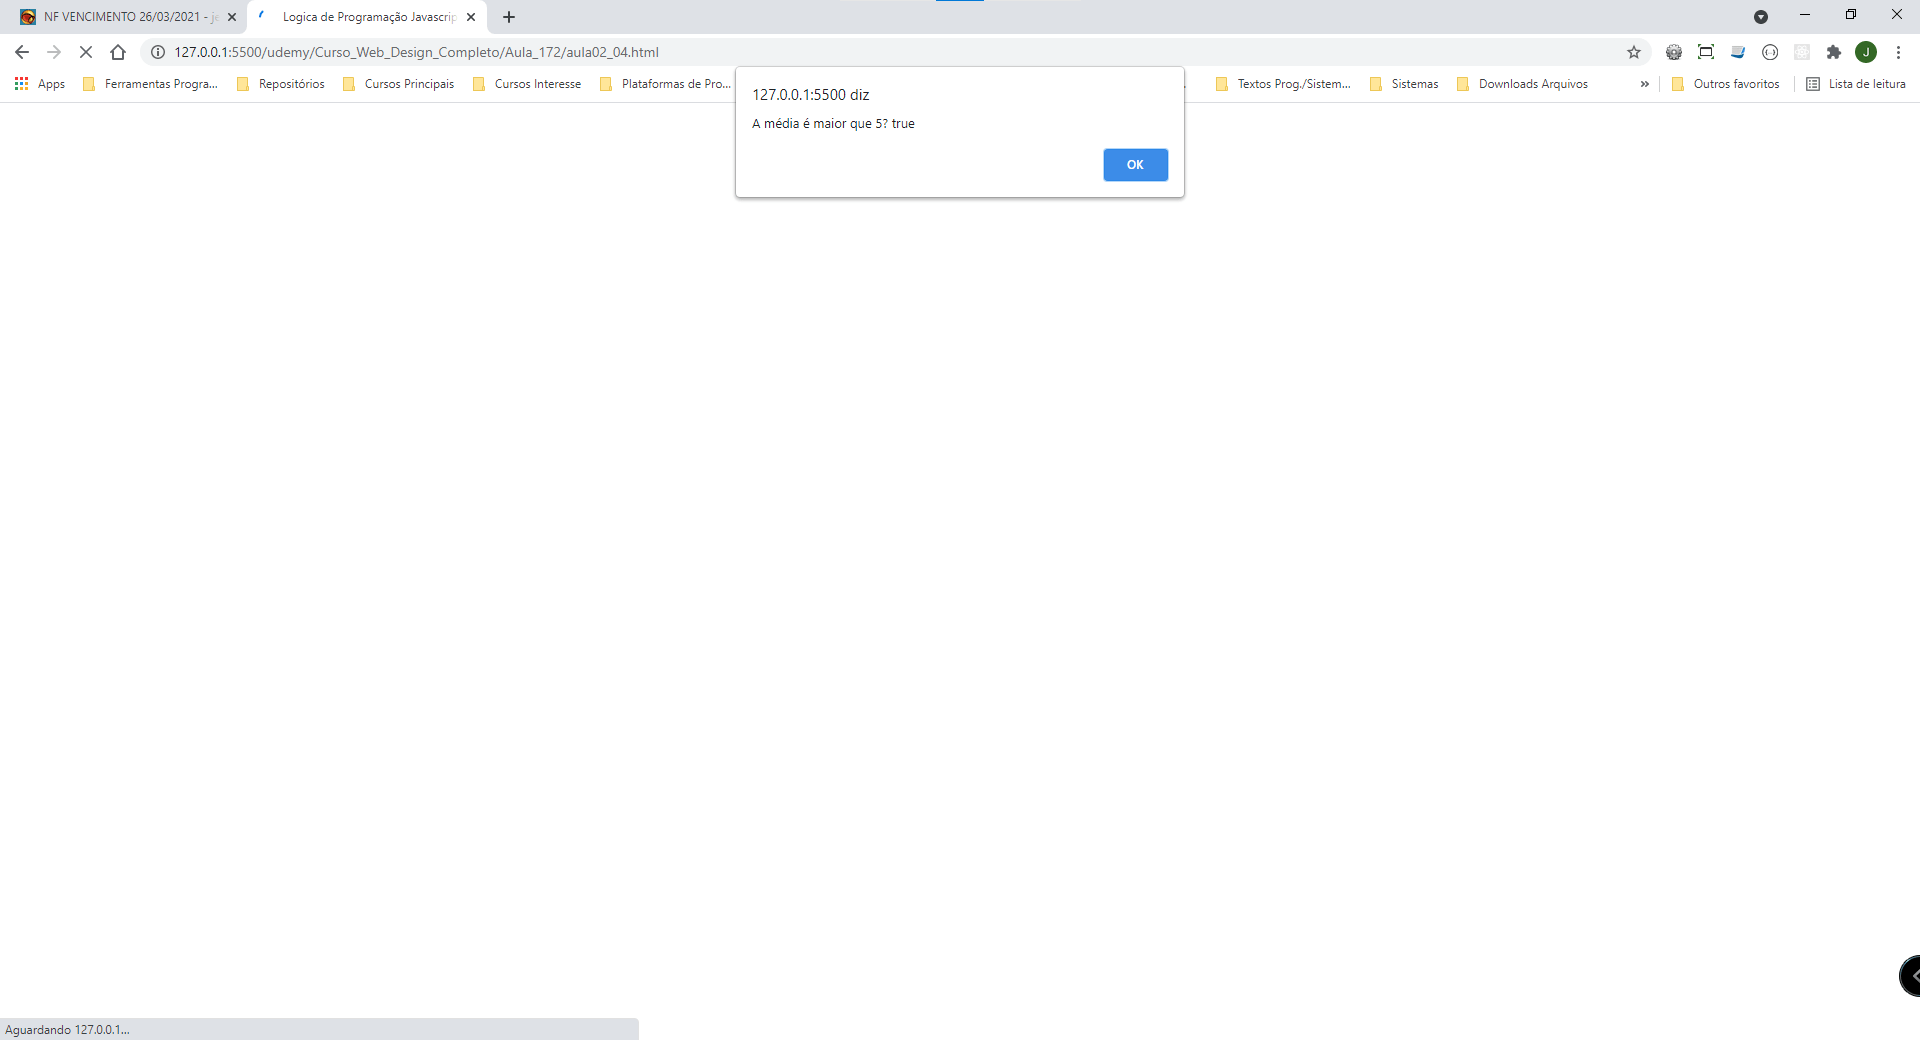 NF VENCIMENTO 26/03/2021 - je
Logica de Programação Javascrip
127.0.0.1:5500/udemy/Curso_Web_Design_Completo/Aula_172/aula02_04.html
J
Apps
Ferramentas Progra...
Repositórios
Cursos Principais
Cursos Interesse
Plataformas de Pro...
Textos Prog./Sistem...
Sistemas
Downloads Arquivos
»
Outros favoritos
Lista de leitura
127.0.0.1:5500 diz
A média é maior que 5? true
OK
Aguardando 127.0.0.1...